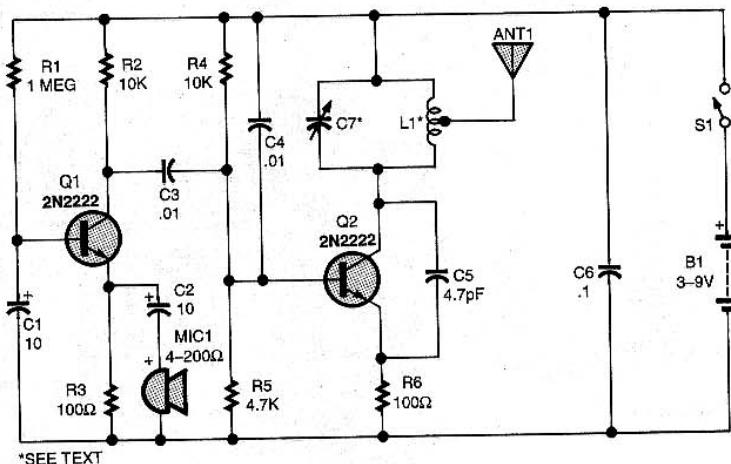 ANT1
R1
1 MEG
R2
10K
R4
10K
C7*
L1*
S1
C4
.01
Q1
2N2222
C3
.01
Q2
2N2222
C5
4.7pF
C6
.1
+
B1
3–9V
+
C1
10
+
C2
10
MIC1
4–200Ω
+
R3
100Ω
R5
4.7K
R6
100Ω
*SEE TEXT